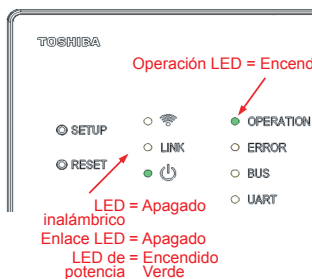 TOSHIBA
Operación LED = Encend
SETUP
OPERATION
LINK
ERROR
RESET
BUS
UART
LED = Apagado
inalámbrico
Enlace LED = Apagado
LED de = Encendido
potencia Verde